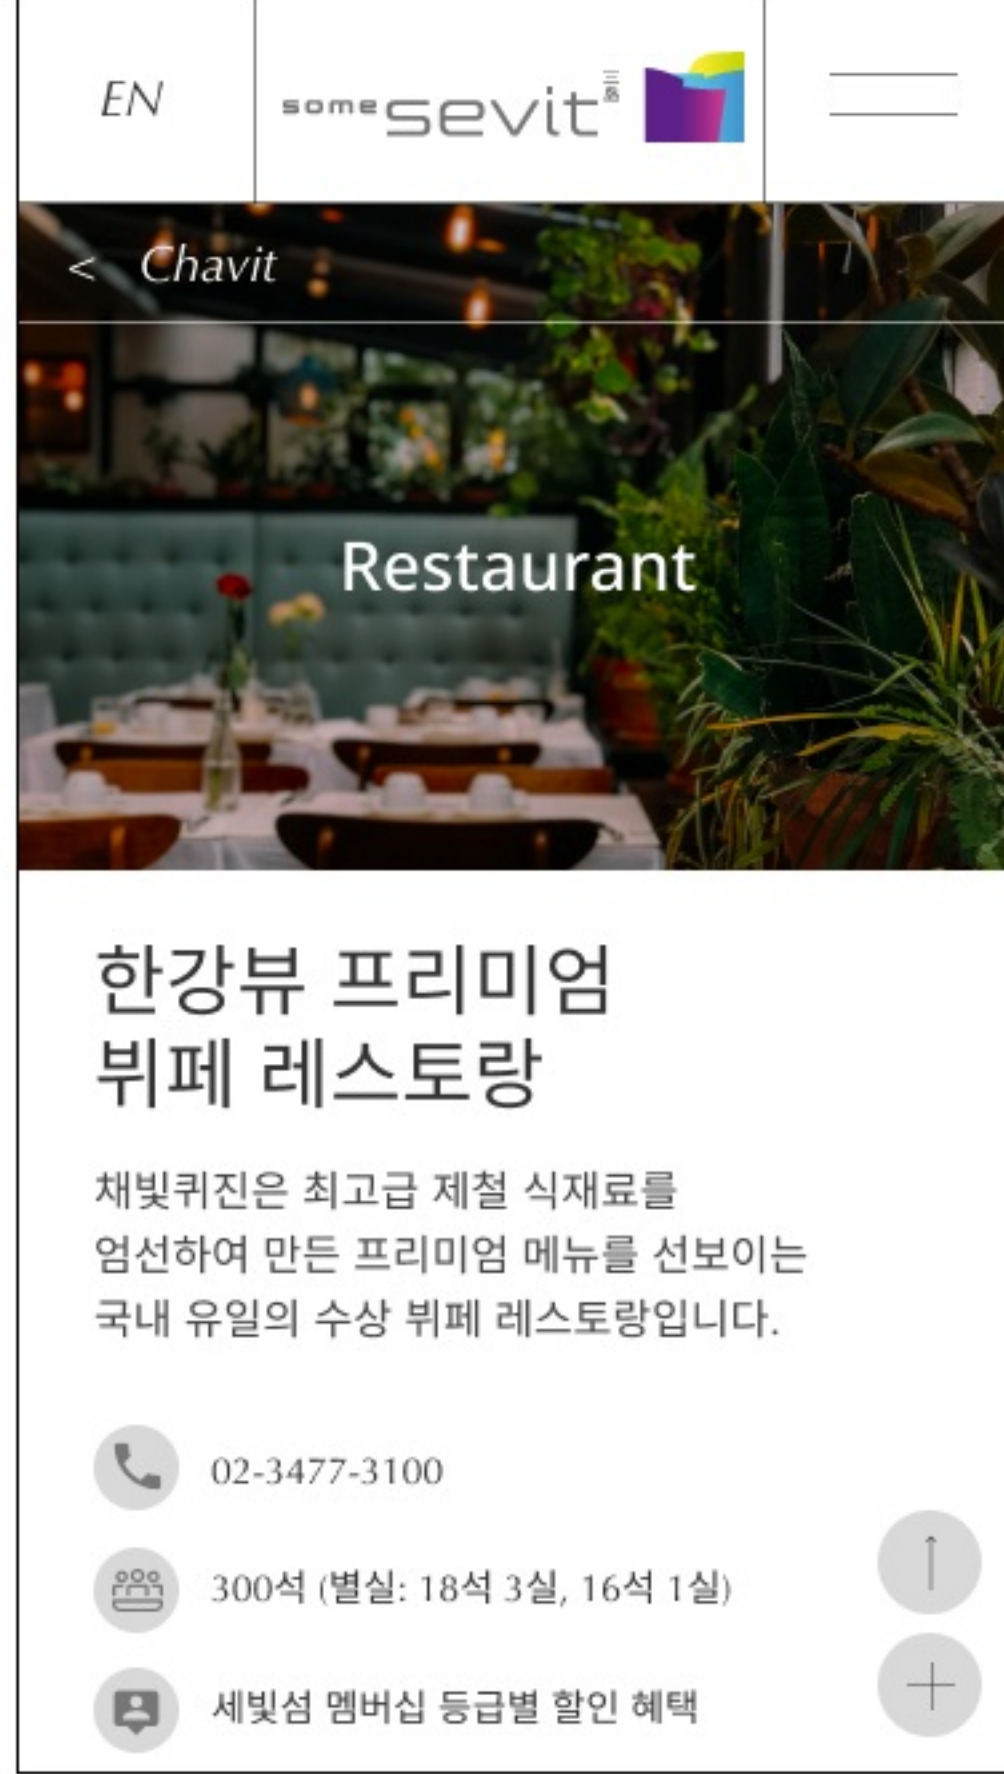 EN
some sevit 三島
< Chavit
Restaurant
한강뷰 프리미엄
뷔페 레스토랑
채빛퀴진은 최고급 제철 식재료를
엄선하여 만든 프리미엄 메뉴를 선보이는
국내 유일의 수상 뷔페 레스토랑입니다.
02-3477-3100
300석 (별실: 18석 3실, 16석 1실)
세빛섬 멤버십 등급별 할인 혜택